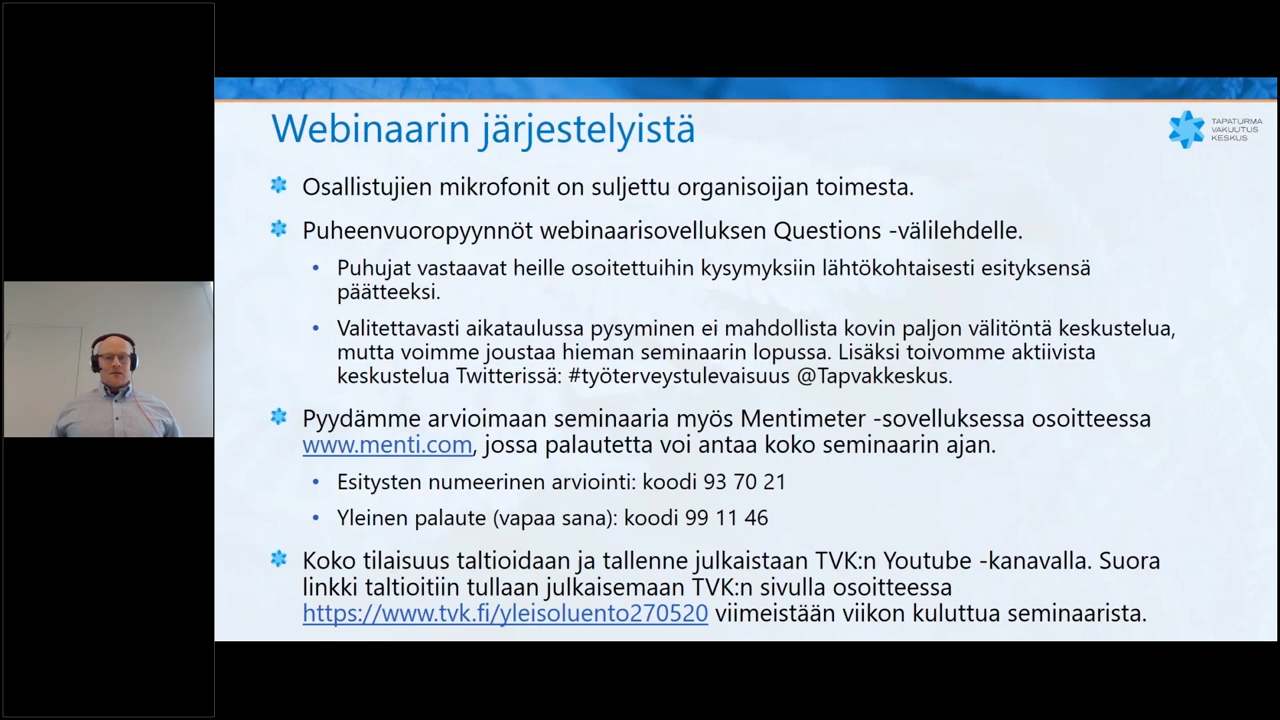 Webinaarin järjestelyistä
TAPATURMA
VAKUUTUS
KESKUS
Osallistujien mikrofonit on suljettu organisoijan toimesta.
Puheenvuoropyynnöt webinaarisovelluksen Questions -välilehdelle.
Puhujat vastaavat heille osoitettuihin kysymyksiin lähtökohtaisesti esityksensä
päätteeksi.
Valitettavasti aikataulussa pysyminen ei mahdollista kovin paljon välitöntä keskustelua,
mutta voimme joustaa hieman seminaarin lopussa. Lisäksi toivomme aktiivista
keskustelua Twitterissä: #työterveystulevaisuus @Tapvakkeskus.
Pyydämme arvioimaan seminaaria myös Mentimeter -sovelluksessa osoitteessa
www.menti.com, jossa palautetta voi antaa koko seminaarin ajan.
Esitysten numeerinen arviointi: koodi 93 70 21
Yleinen palaute (vapaa sana): koodi 99 11 46
Koko tilaisuus taltioidaan ja tallenne julkaistaan TVK:n Youtube -kanavalla. Suora
linkki taltioitiin tullaan julkaisemaan TVK:n sivulla osoitteessa
https://www.tvk.fi/yleisoluento270520 viimeistään viikon kuluttua seminaarista.